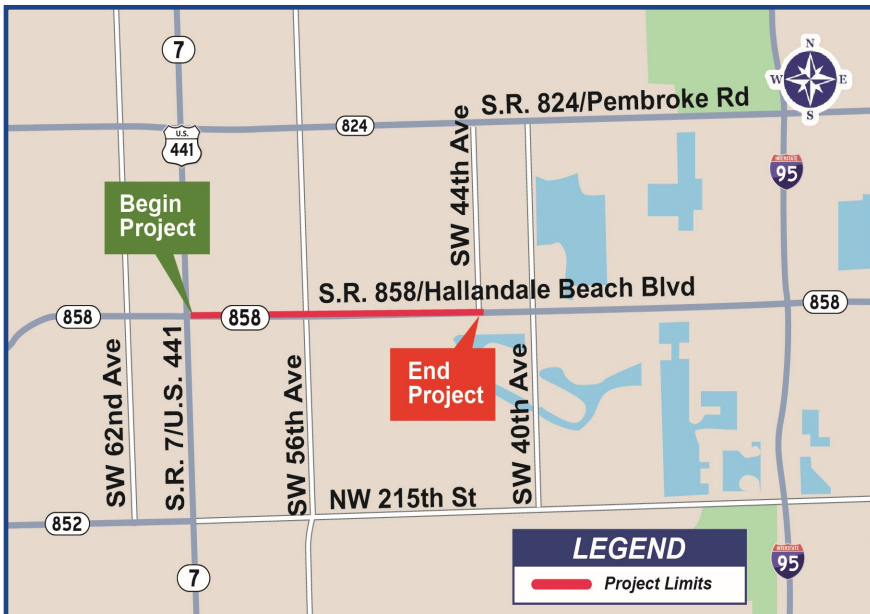 7
N
W
E
S
S.R. 824/Pembroke Rd
824
U.S.
441
INTERSTATE
95
SW 44th Ave
Begin
Project
S.R. 858/Hallandale Beach Blvd
858
858
858
End
Project
SW 62nd Ave
S.R. 7/U.S. 441
SW 56th Ave
SW 40th Ave
NW 215th St
852
7
LEGEND
Project Limits
INTERSTATE
95